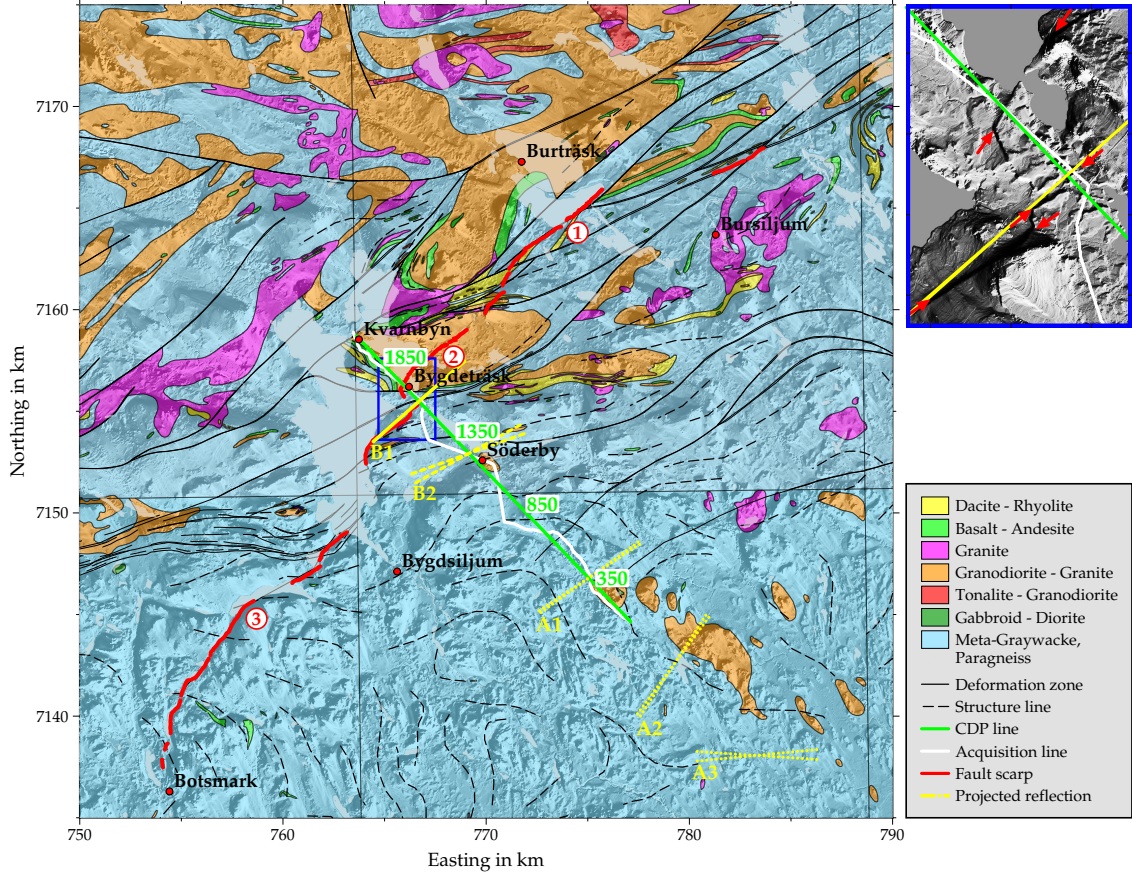 7170
7160
7150
7140
750
760
770
780
790
Northing in km
Easting in km
Burträsk
1
Bursiljum
Kvarnbyn
1850
2
Bygdeträsk
1350
B1
Söderby
B2
850
Bygdsiljum
350
A1
3
A2
A3
Botsmark
Dacite - Rhyolite
Basalt - Andesite
Granite
Granodiorite - Granite
Tonalite - Granodiorite
Gabbroid - Diorite
Meta-Graywacke,
Paragneiss
Deformation zone
Structure line
CDP line
Acquisition line
Fault scarp
Projected reflection